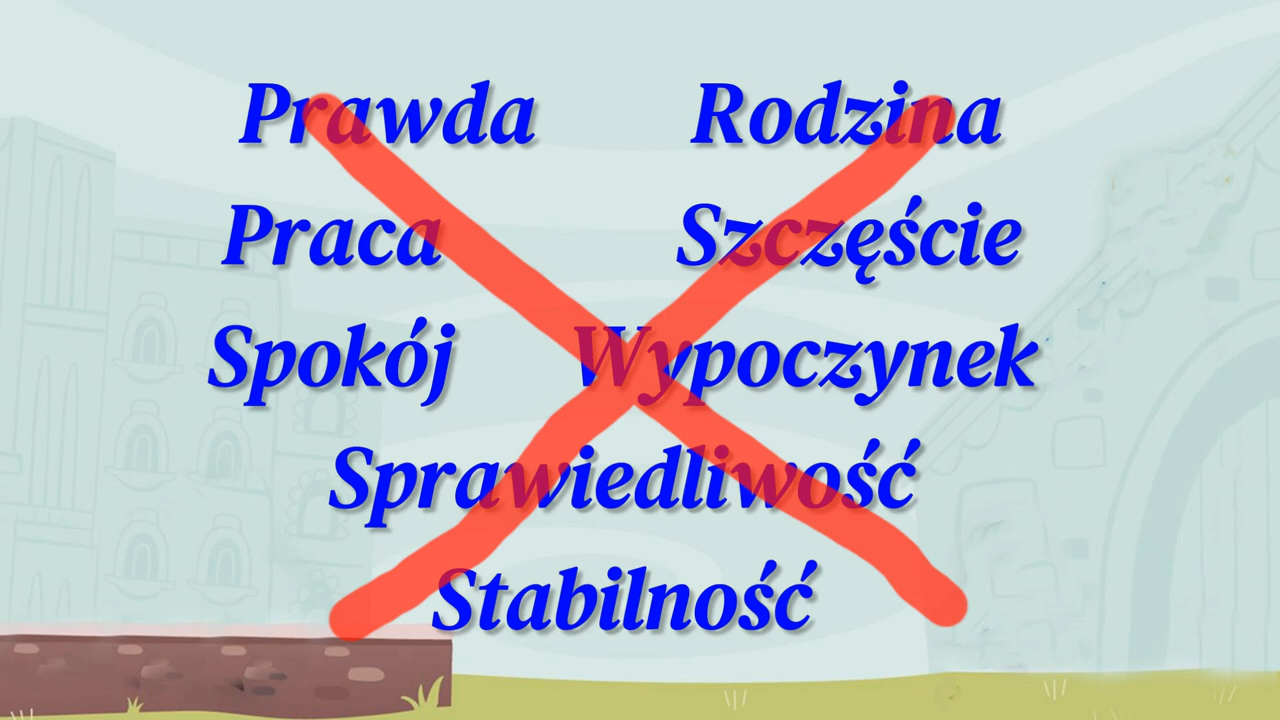 Prawda Rodzina
Praca Szczęście
Spokój Wypoczynek
Sprawiedliwość
Stabilność